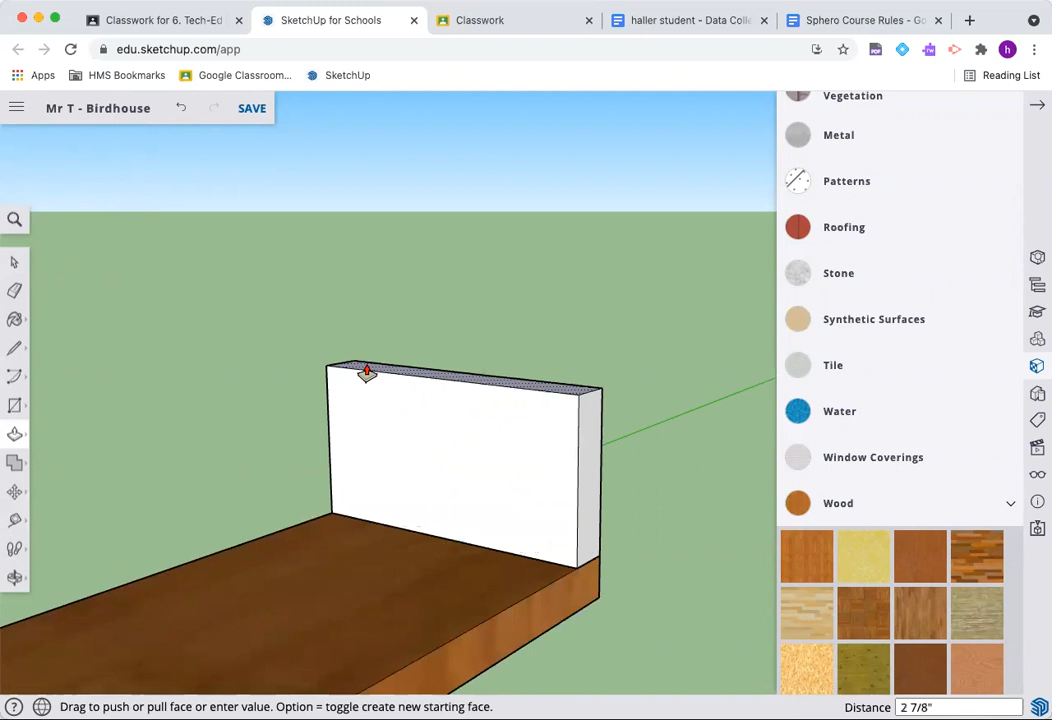 Classwork for 6. Tech-Ed
SketchUp for Schools
Classwork
haller student - Data Colle
Sphero Course Rules - Go
edu.sketchup.com/app
PDF
h
Apps
HMS Bookmarks
Google Classroom...
SketchUp
Reading List
Mr T - Birdhouse
SAVE
Vegetation
Metal
Patterns
Roofing
Stone
Synthetic Surfaces
Tile
Water
Window Coverings
Wood
Drag to push or pull face or enter value. Option = toggle create new starting face.
Distance
2 7/8"